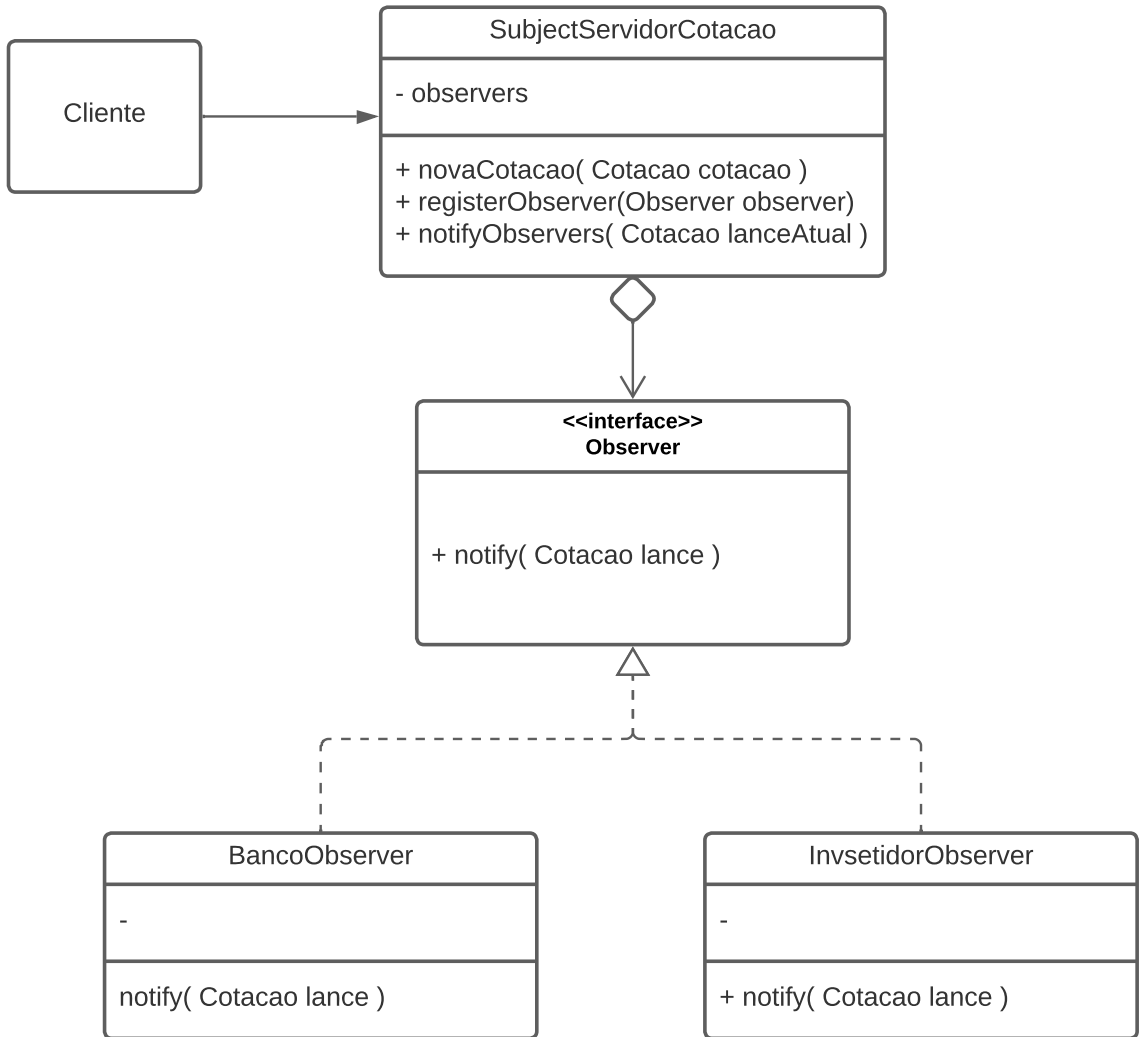 SubjectServidorCotacao
Cliente
- observers
+ novaCotacao( Cotacao cotacao )
+ registerObserver(Observer observer)
+ notifyObservers( Cotacao lanceAtual )
<<interface>>
Observer
+ notify( Cotacao lance )
BancoObserver
-
notify( Cotacao lance )
InvsetidorObserver
-
+ notify( Cotacao lance )